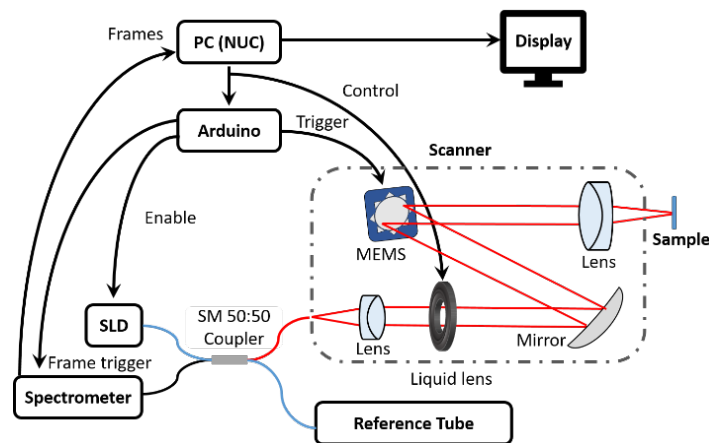 Frames
PC (NUC)
Display
Control
Arduino
Trigger
Scanner
Enable
MEMS
Lens
Sample
SLD
SM 50:50
Coupler
Lens
Mirror
Frame trigger
Liquid lens
Spectrometer
Reference Tube